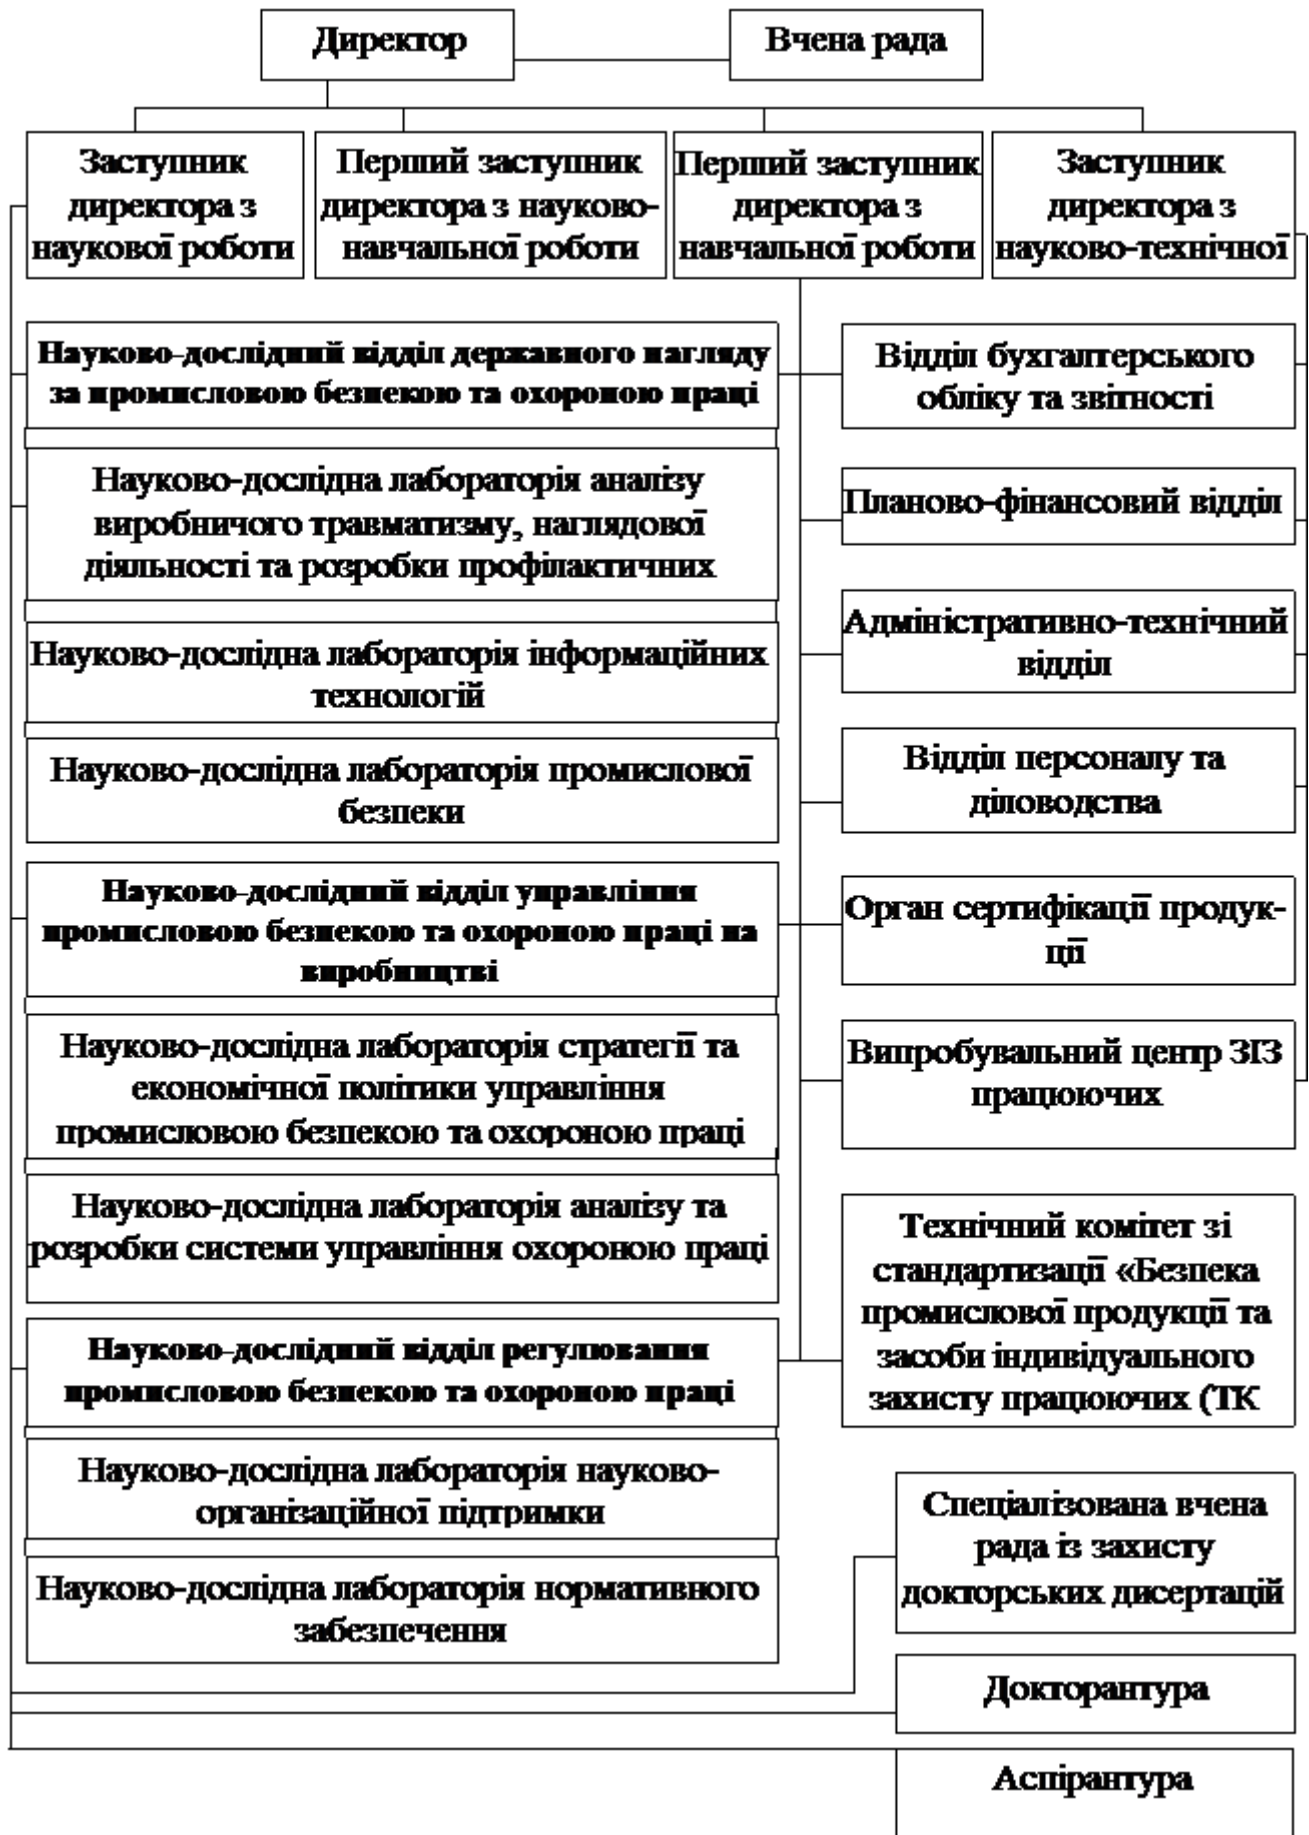 Директор
Вчена рада
Заступник
директора з
наукової роботи
Перший заступник
директора з науково-
навчальної роботи
Перший заступник
директора з
навчальної роботи
Заступник
директора з
науково-технічної
Науково-дослідний відділ державного нагляду
за промисловою безпекою та охороною праці
Науково-дослідна лабораторія аналізу
виробничого травматизму, наглядової
діяльності та розробки профілактичних
Науково-дослідна лабораторія інформаційних
технологій
Науково-дослідна лабораторія промислової
безпеки
Науково-дослідний відділ управління
промисловою безпекою та охороною праці на
виробництві
Науково-дослідна лабораторія стратегії та
економічної політики управління
промисловою безпекою та охороною праці
Науково-дослідна лабораторія аналізу та
розробки системи управління охороною праці
Науково-дослідний відділ регулювання
промисловою безпекою та охороною праці
Науково-дослідна лабораторія науково-
організаційної підтримки
Науково-дослідна лабораторія нормативного
забезпечення
Відділ бухгалтерського
обліку та звітності
Планово-фінансовий відділ
Адміністративно-технічний
відділ
Відділ персоналу та
діловодства
Орган сертифікації продук-
ції
Випробувальний центр ЗІЗ
працюючих
Технічний комітет зі
стандартизації «Безпека
промислової продукції та
засоби індивідуального
захисту працюючих (ТК
Спеціалізована вчена
рада із захисту
докторських дисертацій
Докторантура
Аспірантура